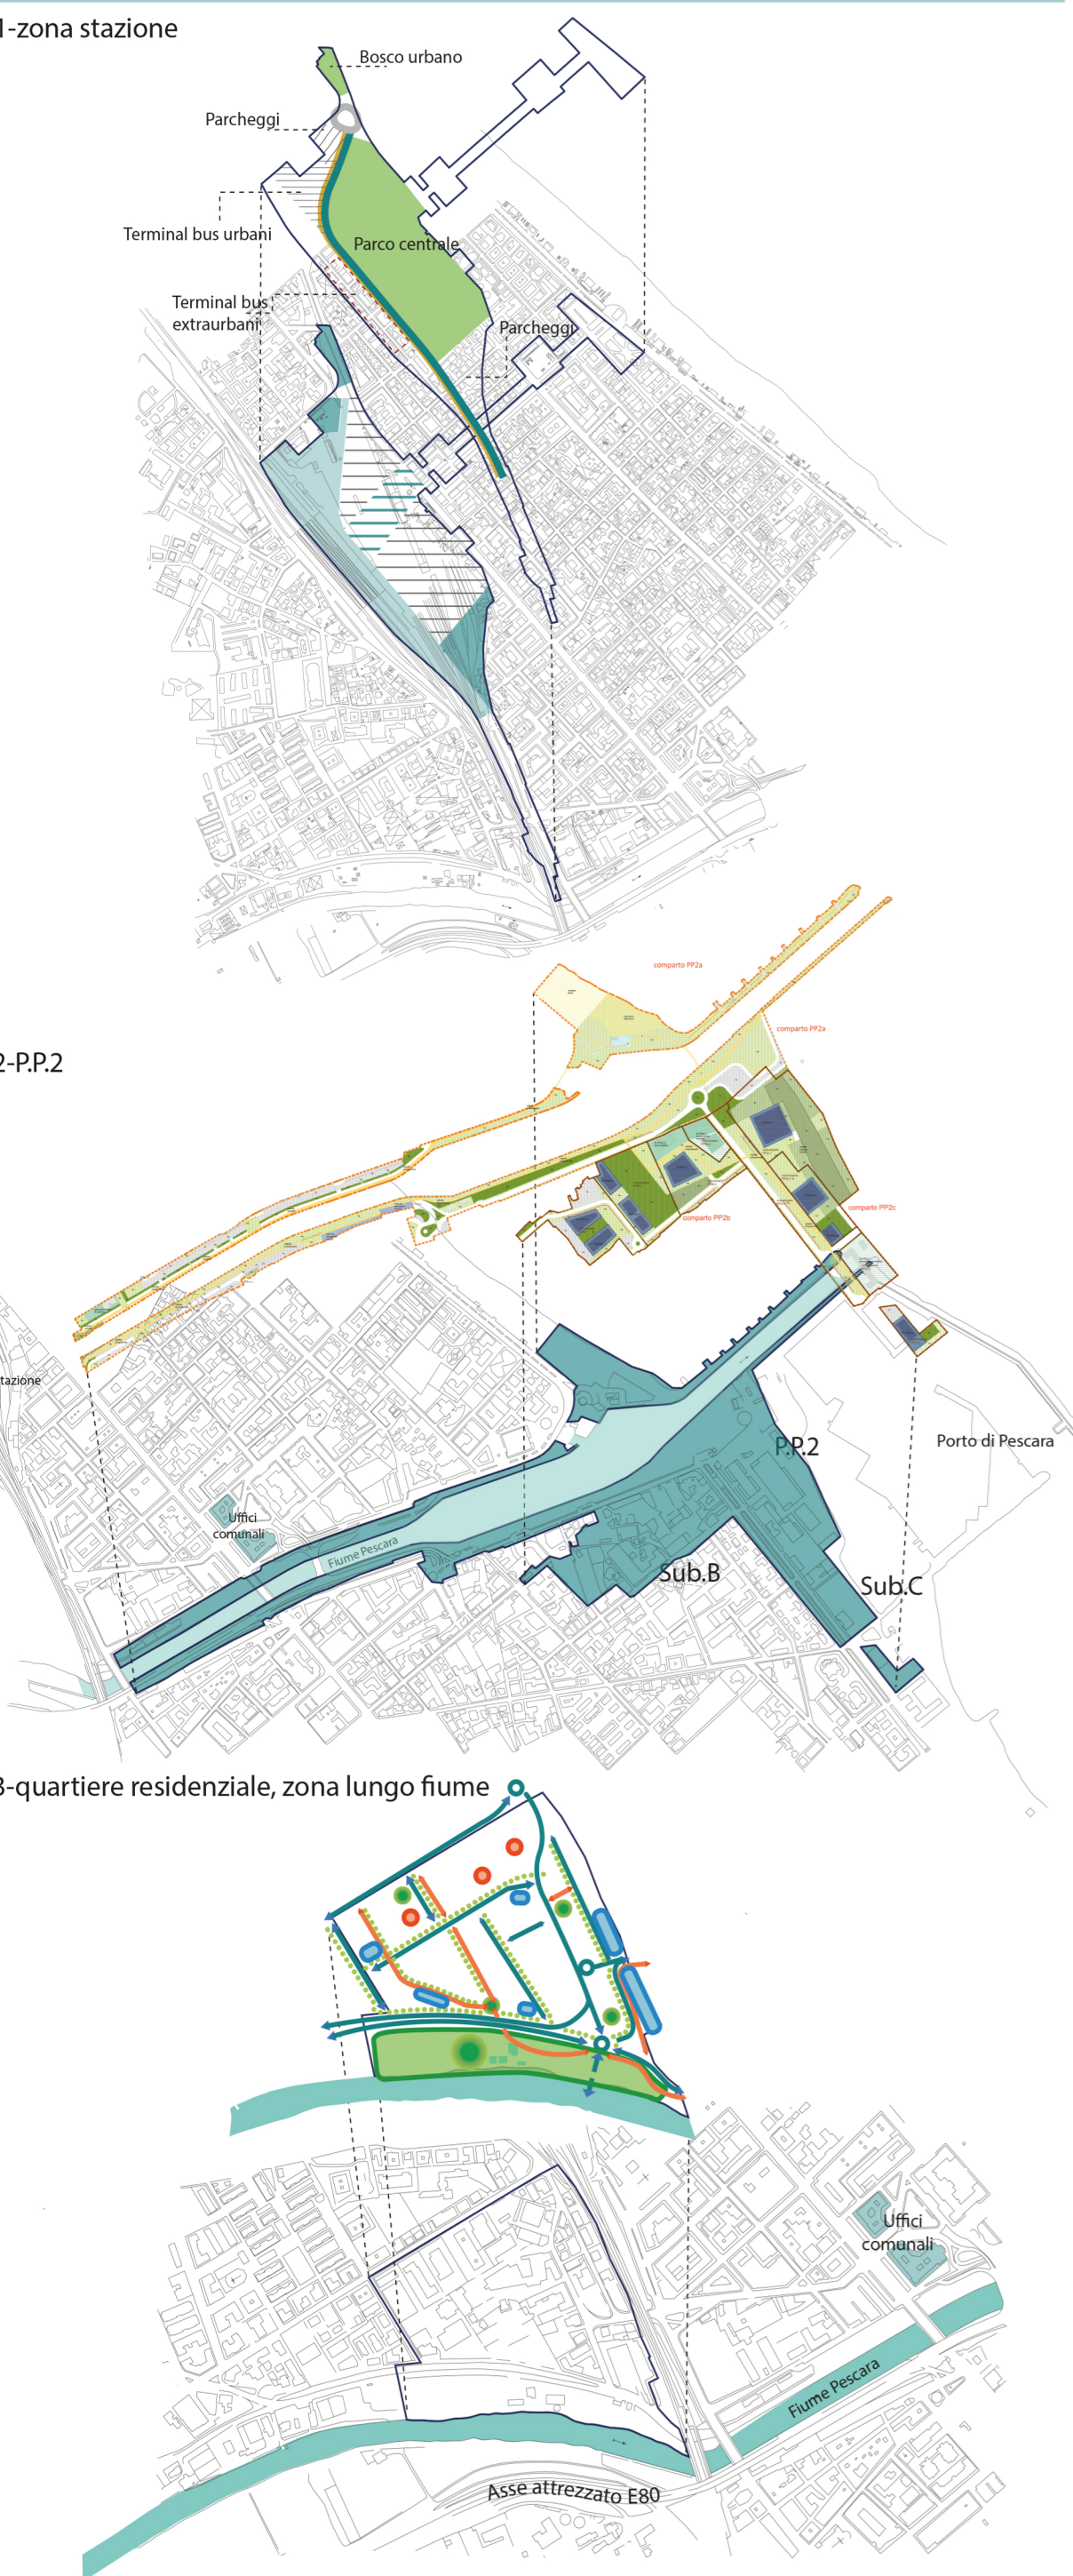 1-zona stazione
Bosco urbano
Parcheggi
Terminal bus urbani
Parco centrale
Terminal bus
extraurbani
Parcheggi
comparto PP2a
2-P.P.2
comparto PP2a
comparto PP2b
comparto PP2c
tazione
P.P.2
Porto di Pescara
Uffici
comunali
Fiume Pescara
Sub.B
Sub.C
3-quartiere residenziale, zona lungo fiume
Uffici
comunali
Fiume Pescara
Asse attrezzato E80